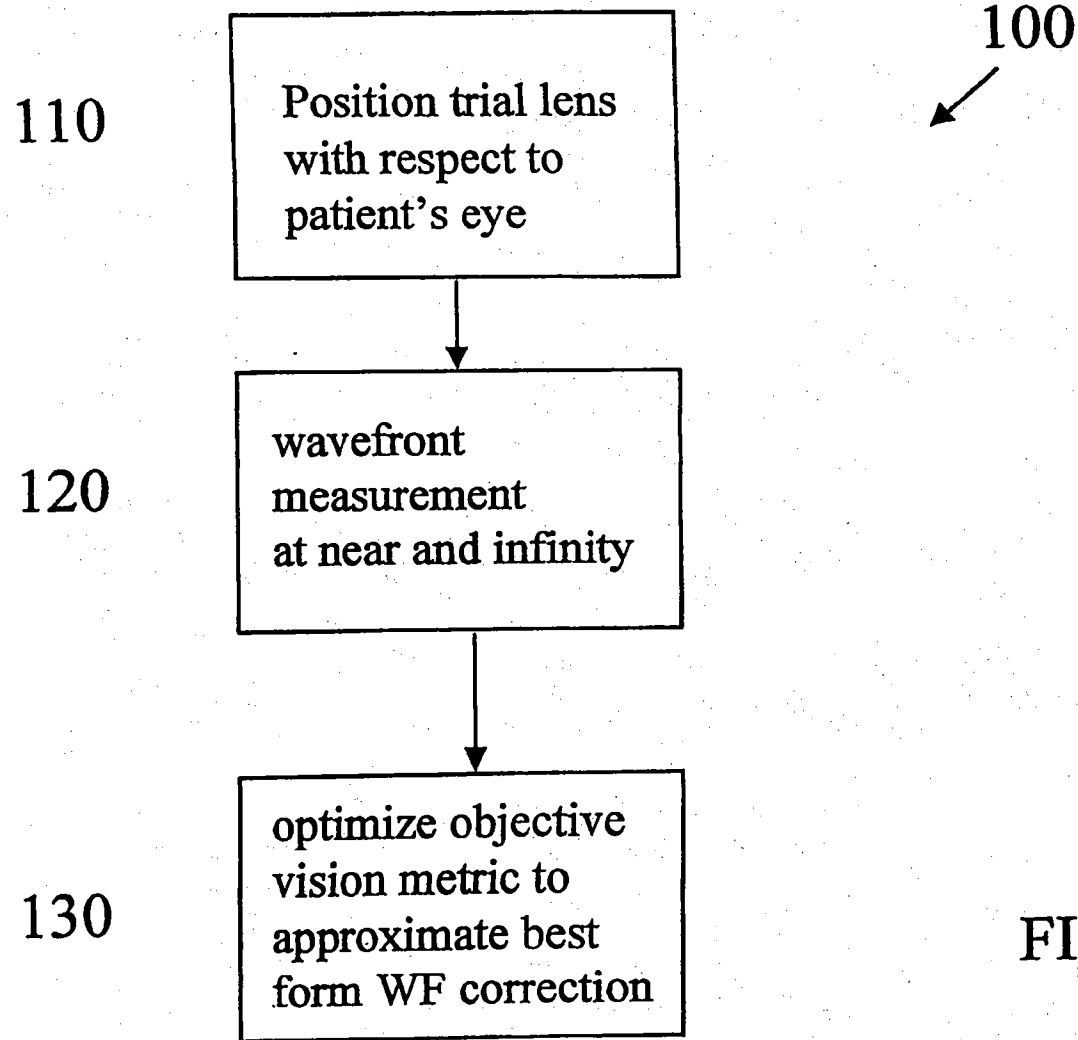 100
110
Position trial lens
with respect to
patient's eye
120
wavefront
measurement
at near and infinity
130
optimize objective
vision metric to
approximate best
form WF correction
FI